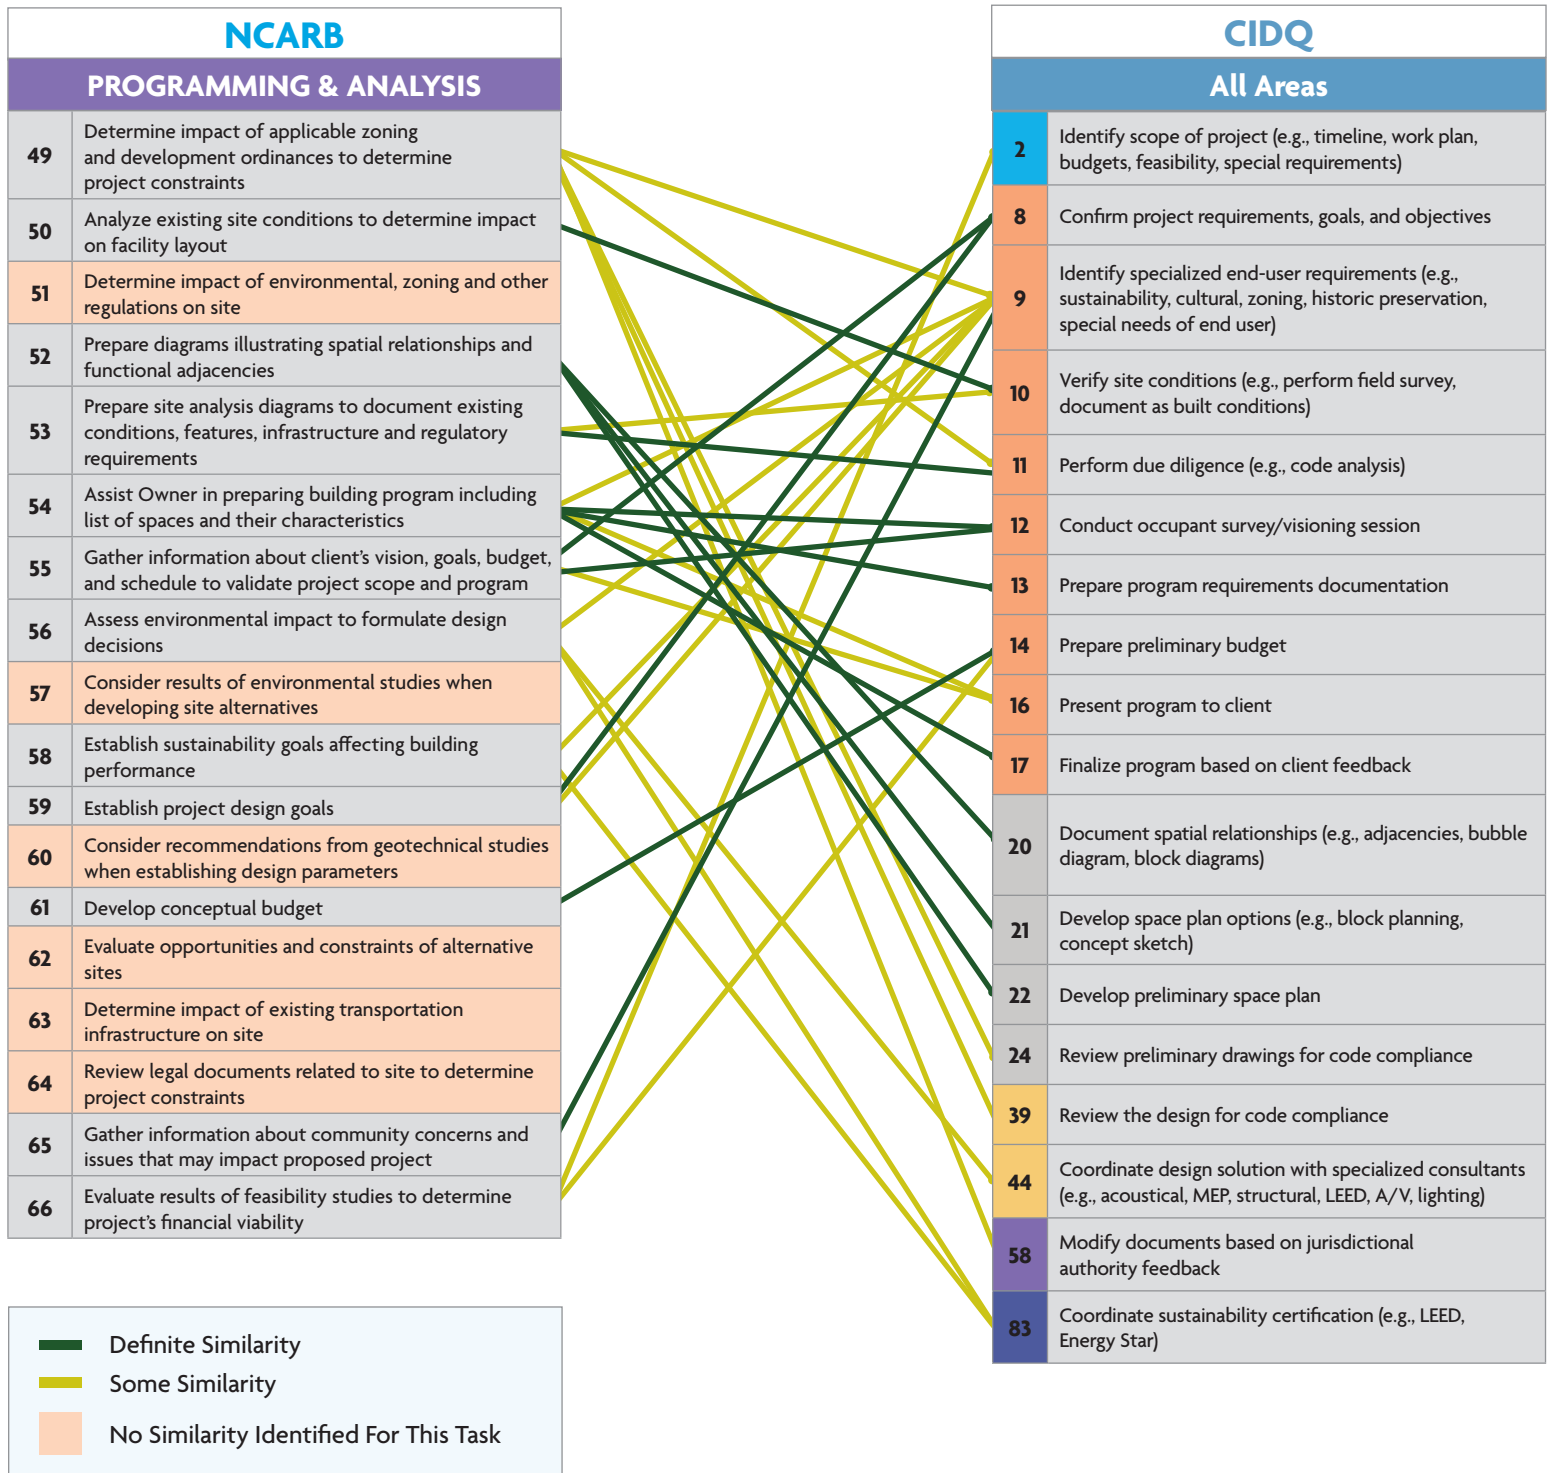 NCARB
PROGRAMMING & ANALYSIS
49
Determine impact of applicable zoning
and development ordinances to determine
project constraints
50
Analyze existing site conditions to determine impact
on facility layout
51
Determine impact of environmental, zoning and other
regulations on site
52
Prepare diagrams illustrating spatial relationships and
functional adjacencies
53
Prepare site analysis diagrams to document existing
conditions, features, infrastructure and regulatory
requirements
54
Assist Owner in preparing building program including
list of spaces and their characteristics
55
Gather information about client's vision, goals, budget,
and schedule to validate project scope and program
56
Assess environmental impact to formulate design
decisions
57
Consider results of environmental studies when
developing site alternatives
58
Establish sustainability goals affecting building
performance
59
Establish project design goals
60
Consider recommendations from geotechnical studies
when establishing design parameters
61
Develop conceptual budget
62
Evaluate opportunities and constraints of alternative
sites
63
Determine impact of existing transportation
infrastructure on site
64
Review legal documents related to site to determine
project constraints
65
Gather information about community concerns and
issues that may impact proposed project
66
Evaluate results of feasibility studies to determine
project's financial viability
Definite Similarity
Some Similarity
No Similarity Identified For This Task
CIDQ
All Areas
2
Identify scope of project (e.g., timeline, work plan,
budgets, feasibility, special requirements)
8
Confirm project requirements, goals, and objectives
9
Identify specialized end-user requirements (e.g.,
sustainability, cultural, zoning, historic preservation,
special needs of end user)
10
Verify site conditions (e.g., perform field survey,
document as built conditions)
11
Perform due diligence (e.g., code analysis)
12
Conduct occupant survey/visioning session
13
Prepare program requirements documentation
14
Prepare preliminary budget
16
Present program to client
17
Finalize program based on client feedback
20
Document spatial relationships (e.g., adjacencies, bubble
diagram, block diagrams)
21
Develop space plan options (e.g., block planning,
concept sketch)
22
Develop preliminary space plan
24
Review preliminary drawings for code compliance
39
Review the design for code compliance
44
Coordinate design solution with specialized consultants
(e.g., acoustical, MEP, structural, LEED, A/V, lighting)
58
Modify documents based on jurisdictional
authority feedback
83
Coordinate sustainability certification (e.g., LEED,
Energy Star)